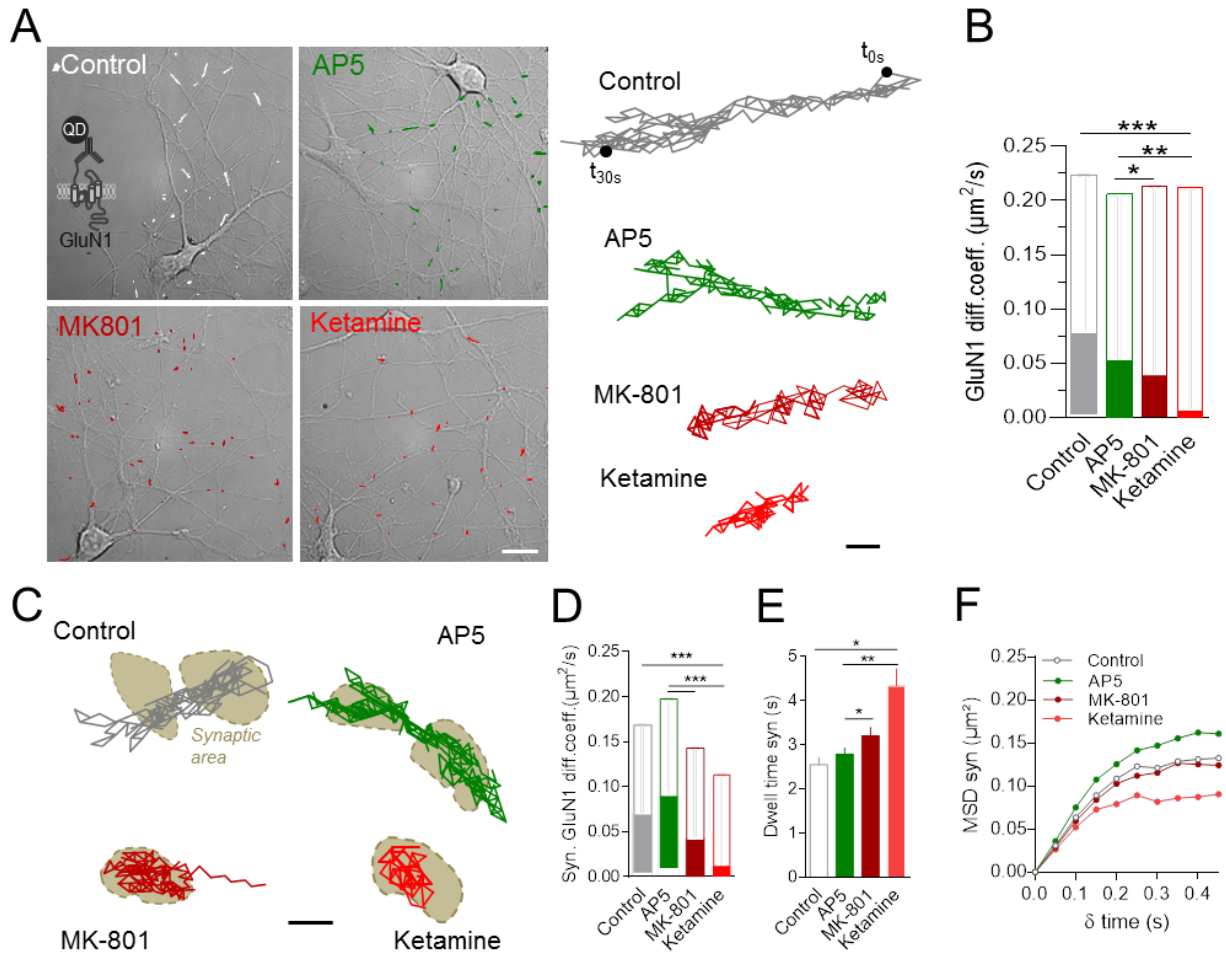 A
Control
AP5
QD
GluN1
MK801
Ketamine
Control
t0s
t30s
AP5
MK-801
Ketamine
B
***
**
*
GluN1 diff.coeff. (µm²/s)
0.25
0.20
0.15
0.10
0.05
0.00
Control
AP5
MK-801
Ketamine
C
Control
AP5
Synaptic
area
MK-801
Ketamine
D
***
***
Syn. GluN1 diff.coeff.(µm²/s)
0.25
0.20
0.15
0.10
0.05
0.00
Control
AP5
MK-801
Ketamine
E
*
**
*
Dwell time syn (s)
5
4
3
2
1
0
Control
AP5
MK-801
Ketamine
F
Control
AP5
MK-801
Ketamine
MSD syn (µm²)
0.25
0.20
0.15
0.10
0.05
0.00
0.0
0.1
0.2
0.3
0.4
δ time (s)